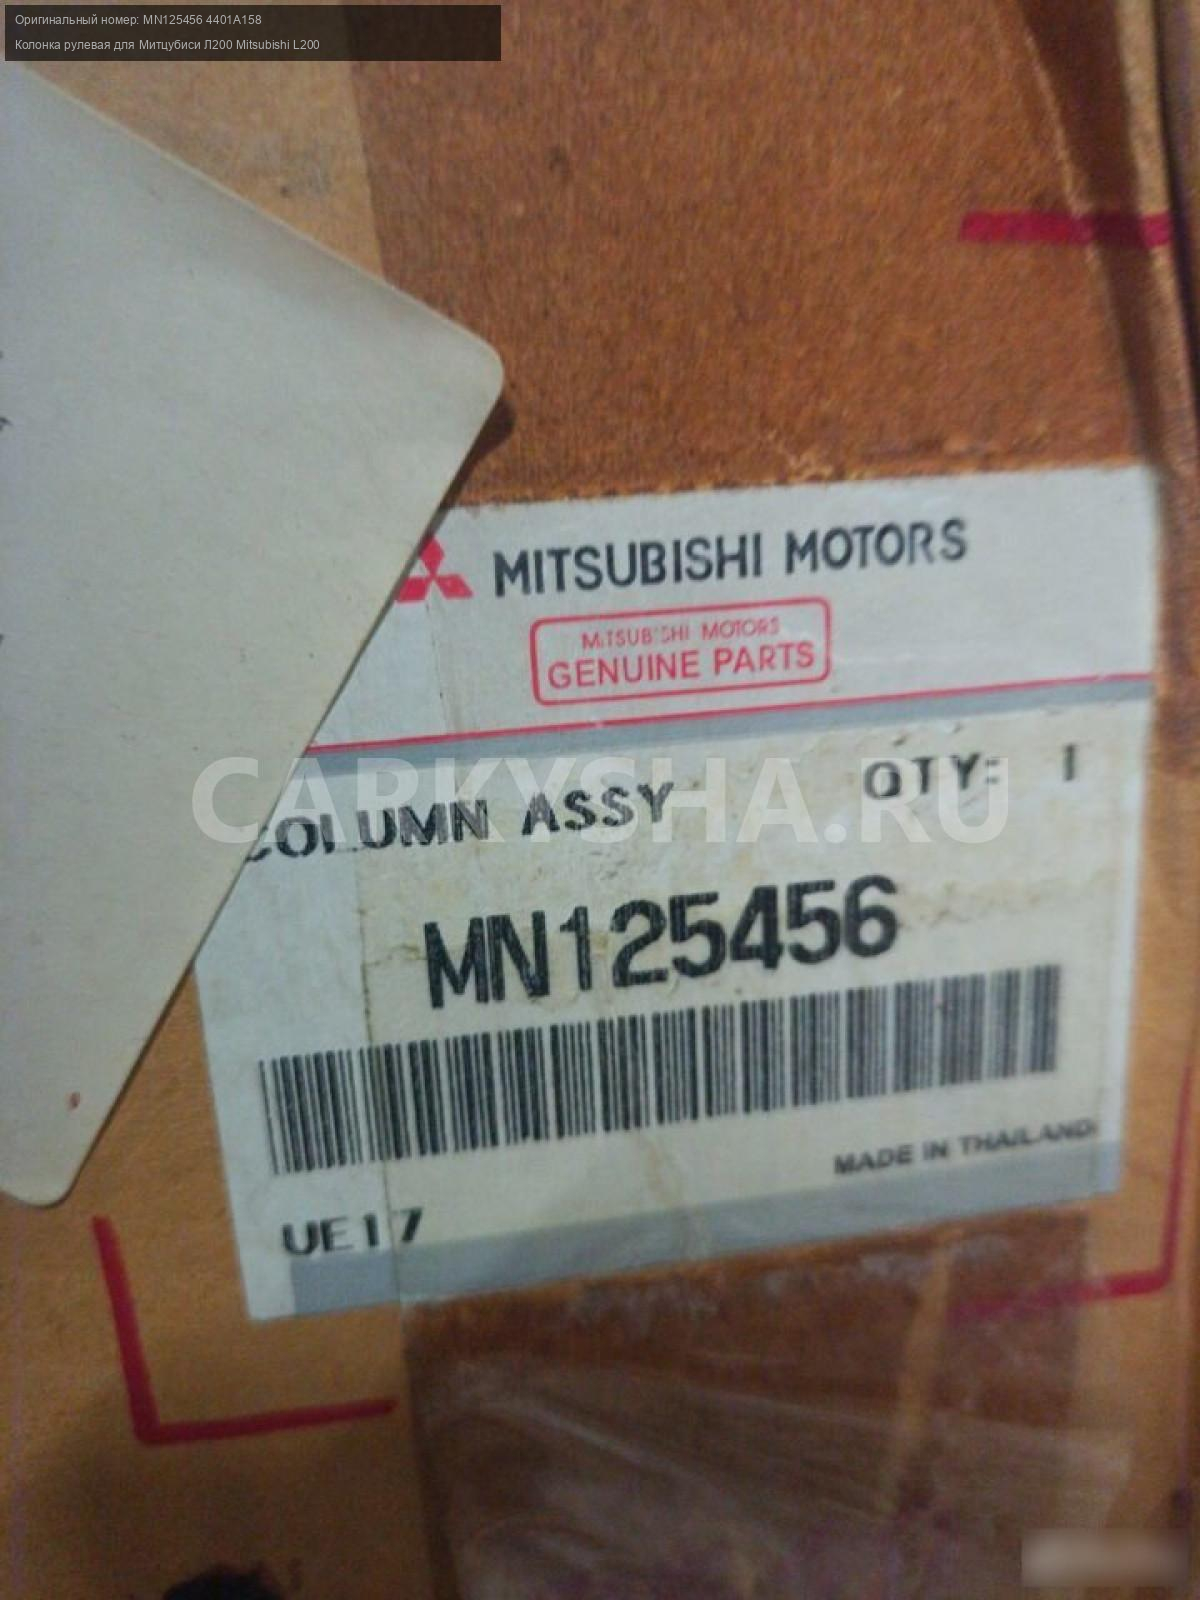 Оригинальный номер: MN125456 4401A158
Колонка рулевая для Митцубиси Л200 Mitsubishi L200
MITSUBISHI MOTORS
MITSUBISHI MOTORS
GENUINE PARTS
CARKYSHA.RU
COLUMN ASSY QTY: 1
MN125456
MADE IN THAILAND
UE17